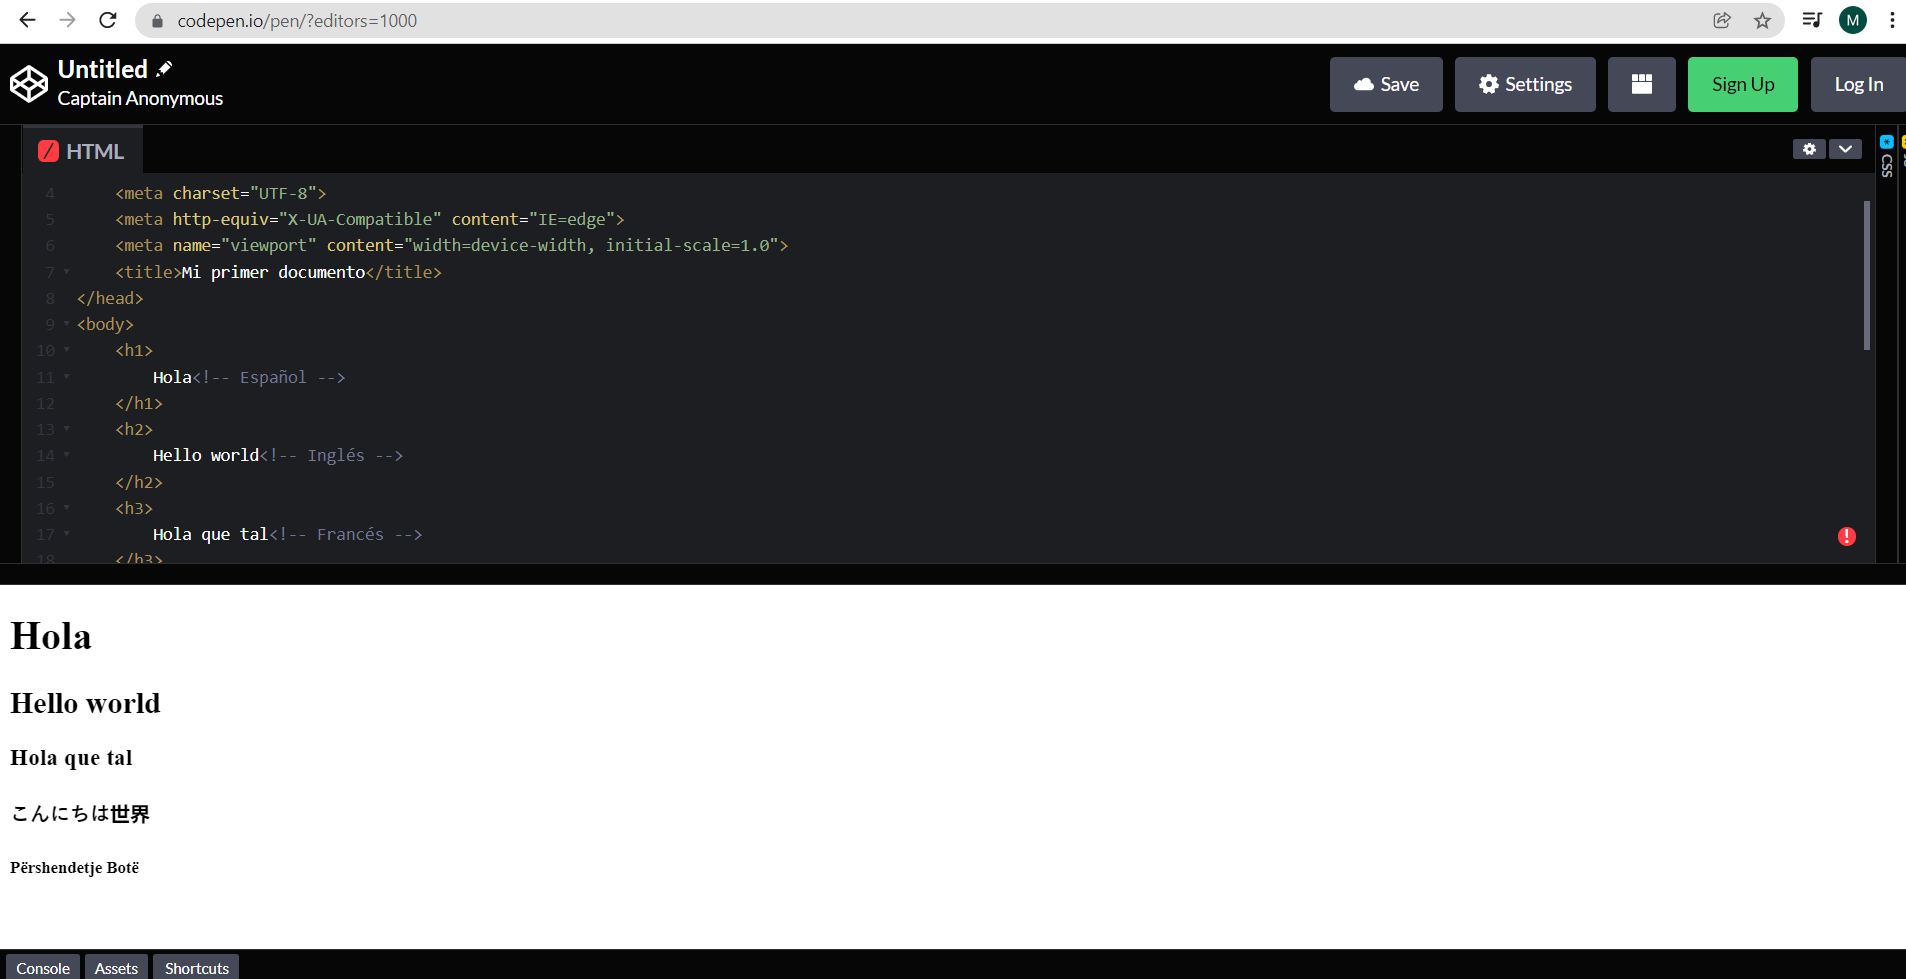 codepen.io/pen/?editors=1000
M
Untitled
Captain Anonymous
Save
Settings
Sign Up
Log In
HTML
CSS
4 <meta charset="UTF-8">
5 <meta http-equiv="X-UA-Compatible" content="IE=edge">
6 <meta name="viewport" content="width=device-width, initial-scale=1.0">
7 <title>Mi primer documento</title>
8 </head>
9 <body>
10 <h1>
11 Hola<!-- Español -->
12 </h1>
13 <h2>
14 Hello world<!-- Inglés -->
15 </h2>
16 <h3>
17 Hola que tal<!-- Francés -->
18 </h3>
Hola
Hello world
Hola que tal
こんにちは世界
Përshendetje Botë
Console
Assets
Shortcuts